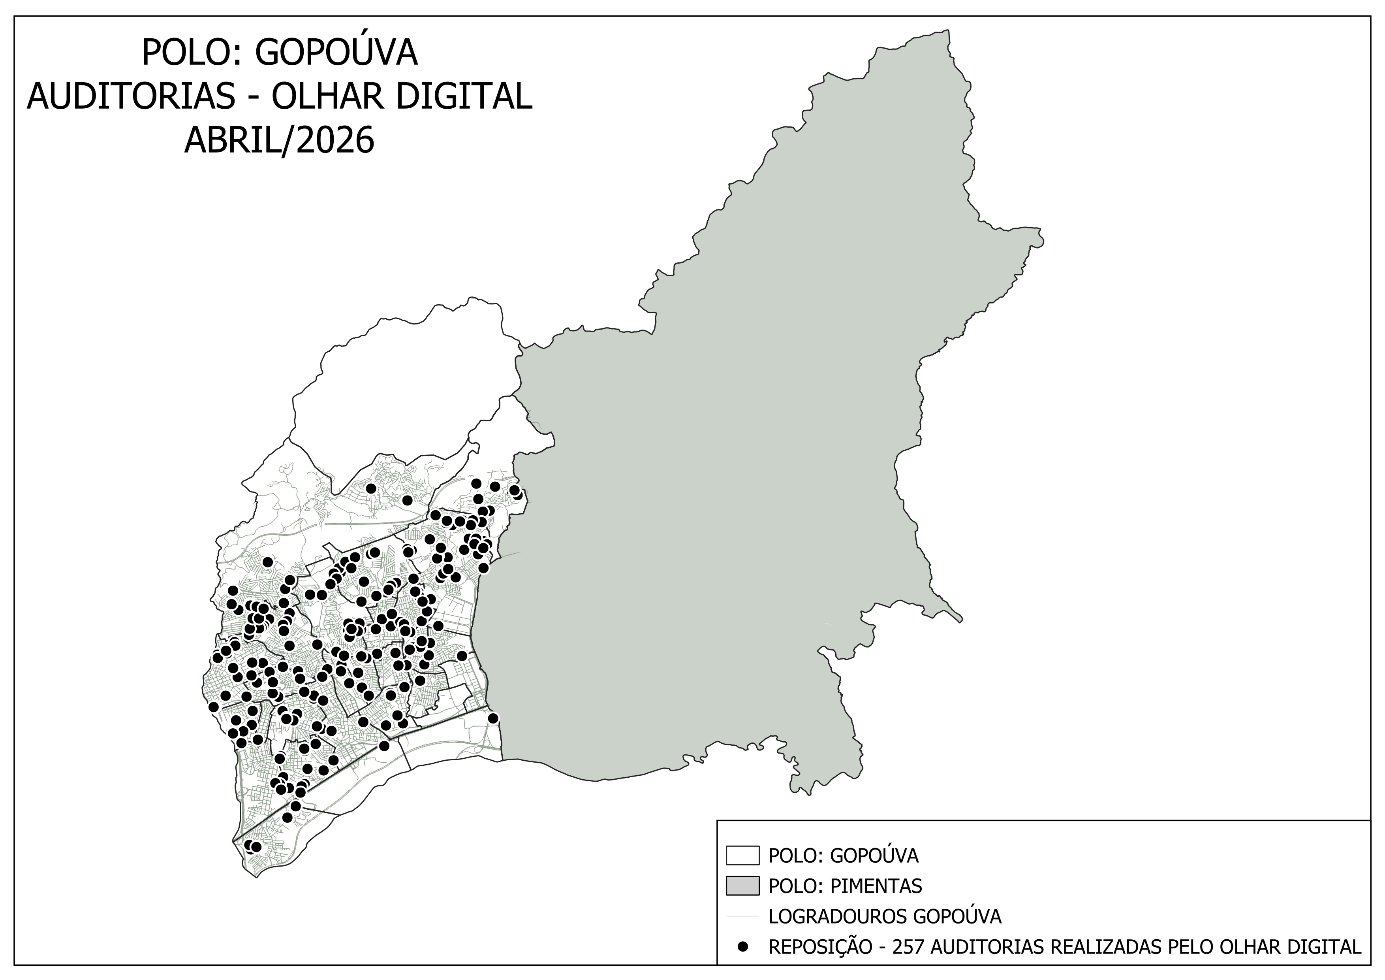 POLO: GOPOÚVA
AUDITORIAS - OLHAR DIGITAL
ABRIL/2026
POLO: GOPOÚVA
POLO: PIMENTAS
LOGRADOUROS GOPOÚVA
REPOSIÇÃO - 257 AUDITORIAS REALIZADAS PELO OLHAR DIGITAL